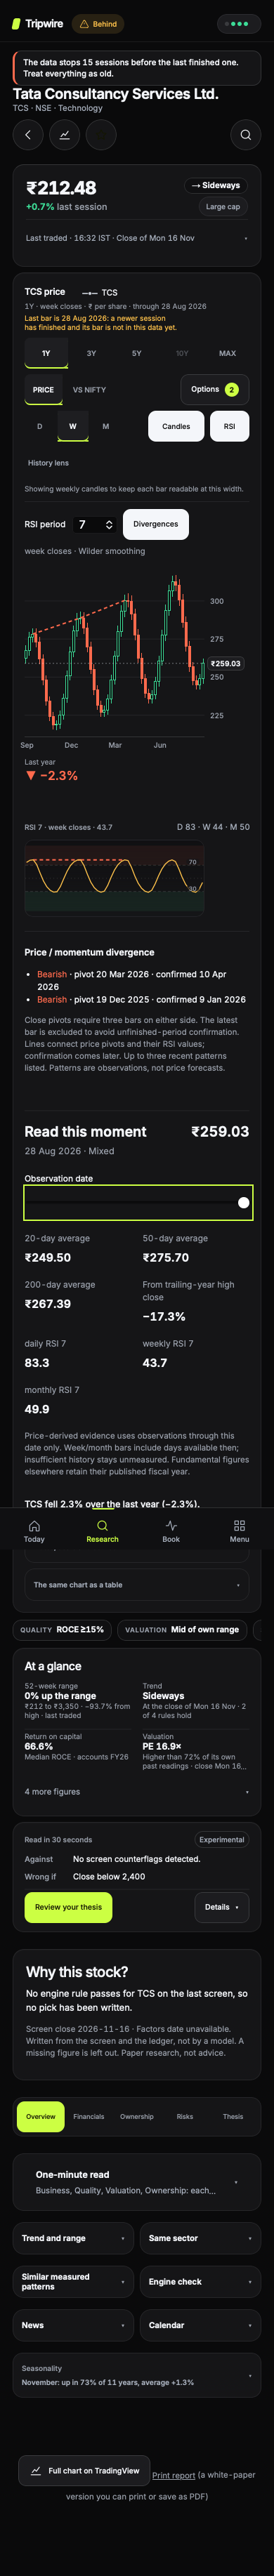 Tripwire
Behind
The data stops 15 sessions before the last finished one.
Treat everything as old.
Tata Consultancy Services Ltd.
TCS · NSE · Technology
₹212.48
→ Sideways
+0.7% last session
Large cap
Last traded · 16:32 IST · Close of Mon 16 Nov
TCS price
TCS
1Y · week closes · ₹ per share · through 28 Aug 2026
Last bar is 28 Aug 2026: a newer session
has finished and its bar is not in this data yet.
1Y
3Y
5Y
10Y
MAX
PRICE
VS NIFTY
Options 2
D
W
M
Candles
RSI
History lens
Showing weekly candles to keep each bar readable at this width.
RSI period
7
Divergences
week closes · Wilder smoothing
300
275
₹259.03
250
225
Sep
Dec
Mar
Jun
Last year
▼ −2.3%
RSI 7 · week closes · 43.7
D 83 · W 44 · M 50
70
30
Price / momentum divergence
• Bearish · pivot 20 Mar 2026 · confirmed 10 Apr
2026
• Bearish · pivot 19 Dec 2025 · confirmed 9 Jan 2026
Close pivots require three bars on either side. The latest
bar is excluded to avoid unfinished-period confirmation.
Lines connect price pivots and their RSI values;
confirmation comes later. Up to three recent patterns
listed. Patterns are observations, not price forecasts.
Read this moment
₹259.03
28 Aug 2026 · Mixed
Observation date
20-day average
50-day average
₹249.50
₹275.70
200-day average
From trailing-year high
close
₹267.39
−17.3%
daily RSI 7
weekly RSI 7
83.3
43.7
monthly RSI 7
49.9
Price-derived evidence uses observations through this
date only. Week/month bars include days available then;
insufficient history stays unmeasured. Fundamental figures
elsewhere retain their published fiscal year.
TCS fell 2.3% over the last year (−2.3%).
Today
Research
Book
Menu
The same chart as a table
QUALITY ROCE ≥15%
VALUATION Mid of own range
At a glance
52-week range
0% up the range
₹212 to ₹3,350 · −93.7% from
high · last traded
Trend
Sideways
At the close of Mon 16 Nov · 2
of 4 rules hold
Return on capital
66.6%
Median ROCE · accounts FY26
Valuation
PE 16.9×
Higher than 72% of its own
past readings · close Mon 16...
4 more figures
Read in 30 seconds
Experimental
Against
No screen counterflags detected.
Wrong if
Close below 2,400
Review your thesis
Details
Why this stock?
No engine rule passes for TCS on the last screen, so
no pick has been written.
Screen close 2026-11-16 · Factors date unavailable.
Written from the screen and the ledger, not by a model. A
missing figure is left out. Paper research, not advice.
Overview
Financials
Ownership
Risks
Thesis
One-minute read
Business, Quality, Valuation, Ownership: each...
Trend and range
Same sector
Similar measured
patterns
Engine check
News
Calendar
Seasonality
November: up in 73% of 11 years, average +1.3%
Full chart on TradingView
Print report (a white-paper
version you can print or save as PDF)